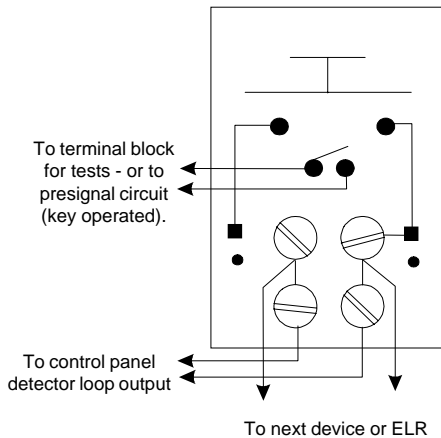 To terminal block
for tests - or to
presignal circuit
(key operated).
To control panel
detector loop output
To next device or ELR